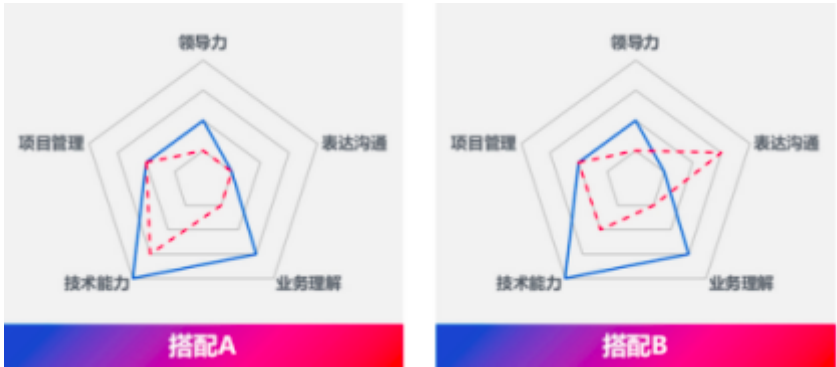 领导力
项目管理
表达沟通
技术能力
业务理解
搭配A
领导力
项目管理
表达沟通
技术能力
业务理解
搭配B